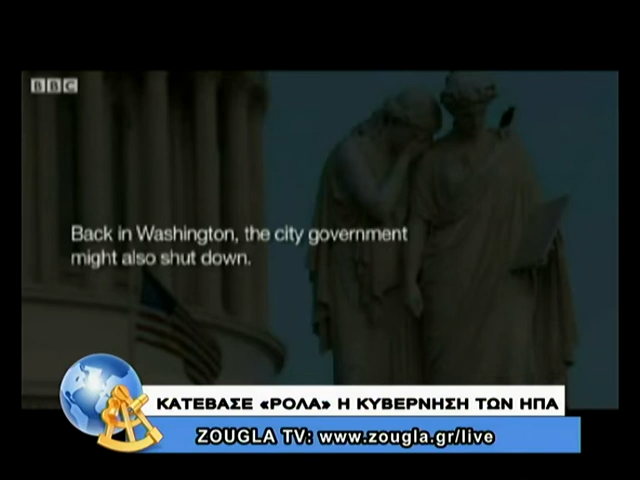 BBC
Back in Washington, the city government
might also shut down.
ΚΑΤΕΒΑΣΕ «ΡΟΛΑ» Η ΚΥΒΕΡΝΗΣΗ ΤΩΝ ΗΠΑ
ZOUGLA TV: www.zougla.gr/live